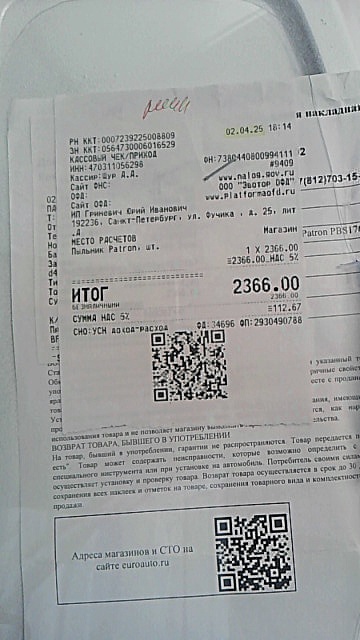 я накладна
РН ККТ:0007239225008809
ЗН ККТ:0564730006016529
02.04.25 18:14
КАССОВЫЙ ЧЕК/ПРИХОД
ИНН:470311056298
ФН:7380440800994111
Кассир:Шур А.А.
#9409
Сайт ФНС:
www.nalog.gov.ru
ОФД:
ООО "Эвотор ОФД"
7(812)703-15-
Сайт ОФД:
www.platformaofd.ru
ИП ГРИНЕВИЧ ЮРИЙ ИВАНОВИЧ
192236, Санкт-Петербург, ул. Фучика , д. 25, лит
.Д
МЕСТО РАСЧЕТОВ
Магазин
Пыльник Patron, шт.
Patron PBS17
1 X 2366.00
≡2366.00 НДС 5%
ИТОГ
2366.00
БЕЗНАЛИЧНЫМИ
2366.00
СУММА НДС 5%
≡112.67
СНО:УСН доход-расход
ФД:34696 ФП:2930490788
использования товара и не позволяет магазину
ВОЗВРАТ ТОВАРА, БЫВШЕГО В УПОТРЕБЛЕНИИ
На товар, бывший в употреблении, гарантии не распространяются. Товар передается
есть" Товар может содержать неисправности, которые возможно определить с
специального инструмента или при установке на автомобиль. Потребитель своими
осуществляет установку и проверку товара. Возврат товара осуществляется в срок до 30
сохранения всех наклеек и отметок на товаре, сохранения товарного вида и комплектнос
продажи.
Адреса магазинов и СТО на
сайте euroauto.ru